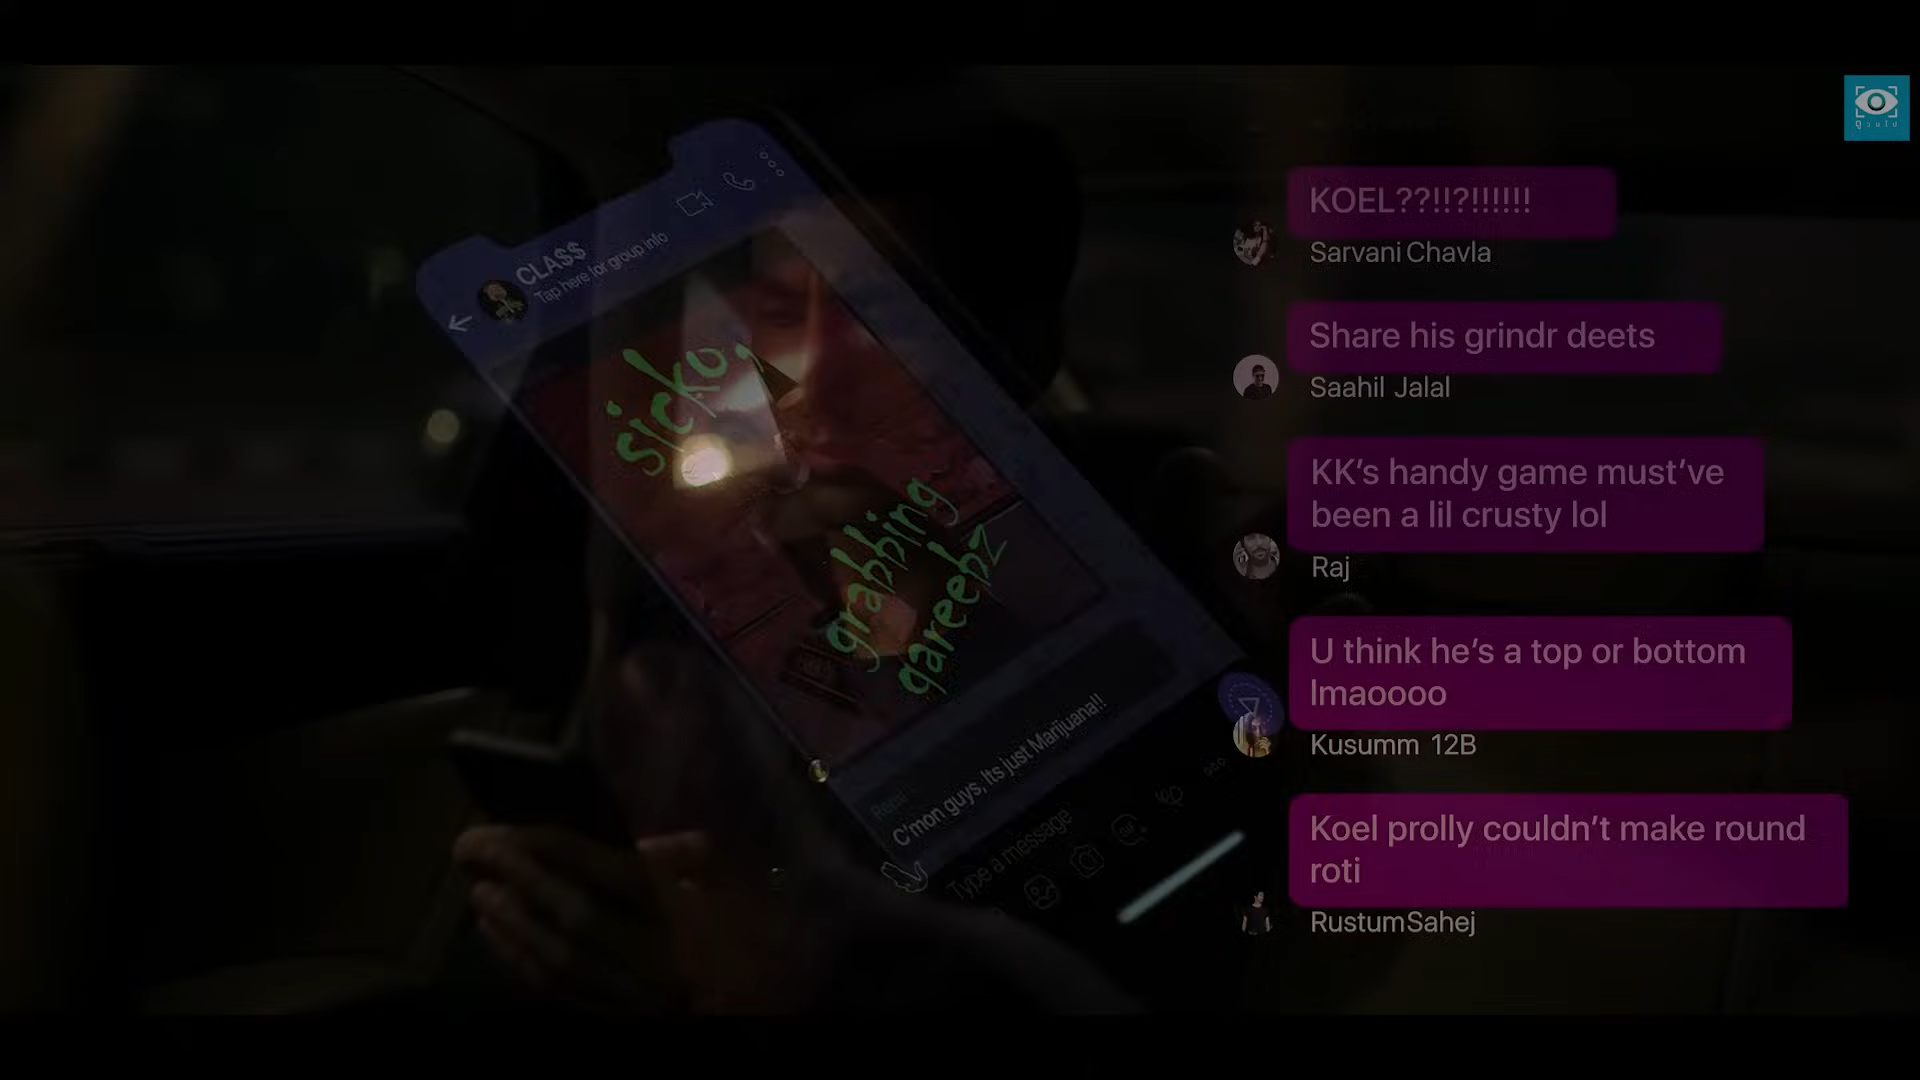 CLA$$
Tap here for group info
sicko,
grabbing
gareebz
C'mon guys, Its just Marijuana!!
Type a message
KOEL??!!?!!!!!!
Sarvani Chavla
Share his grindr deets
Saahil Jalal
KK's handy game must've
been a lil crusty lol
Raj
U think he's a top or bottom
lmaoooo
Kusumm 12B
Koel prolly couldn't make round
roti
RustumSahej